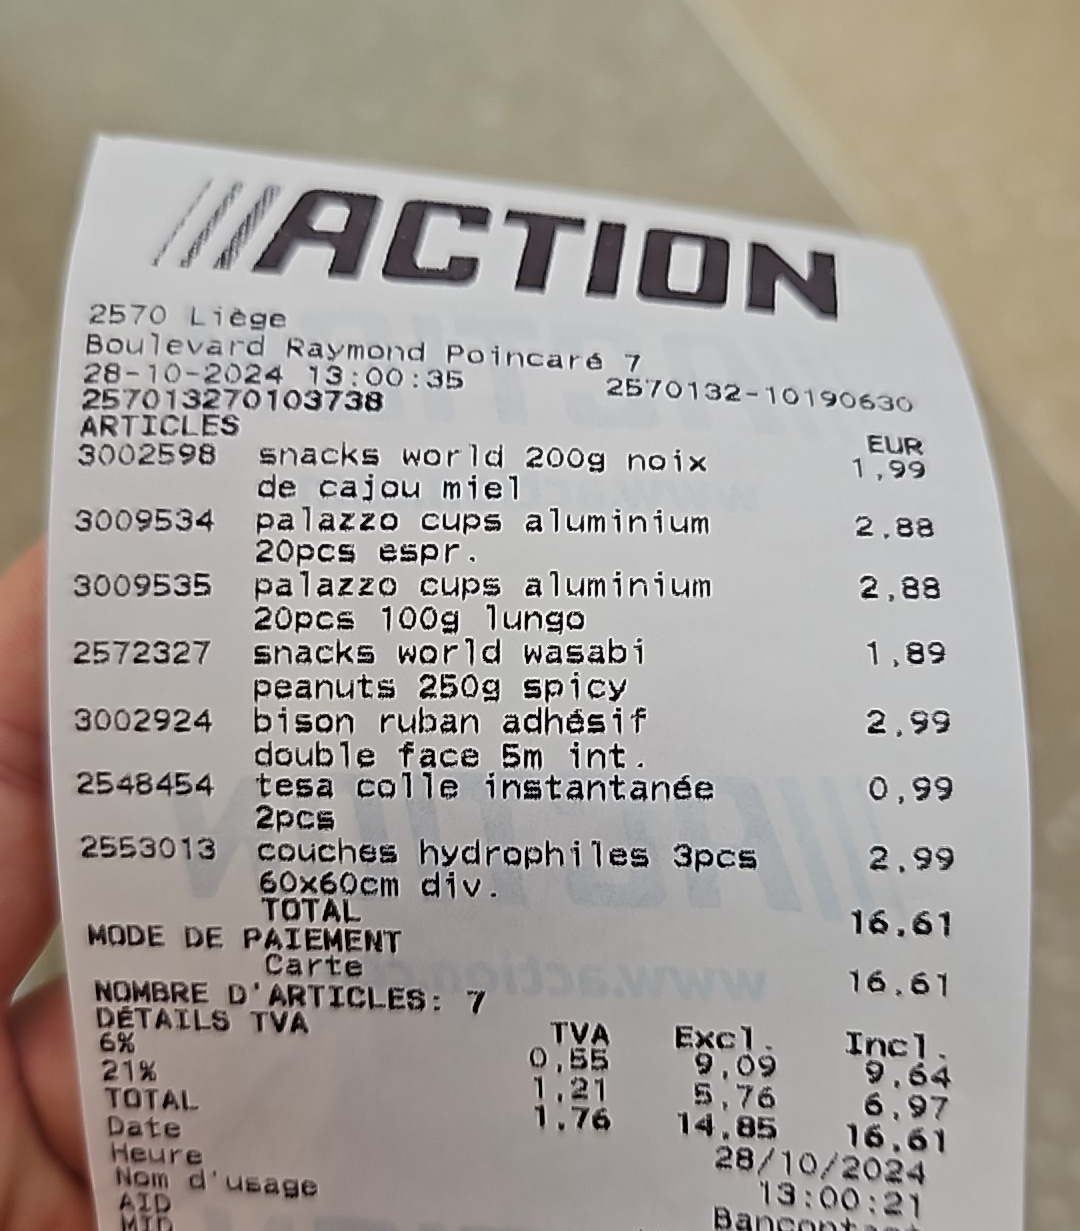 ACTION
2570 Liège
Boulevard Raymond Poincaré 7
28-10-2024 13:00:35 2570132-10190630
257013270103738
ARTICLES EUR
3002598 snacks world 200g noix 1,99
de cajou miel
3009534 palazzo cups aluminium 2,88
20pcs espr.
3009535 palazzo cups aluminium 2,88
20pcs 100g lungo
2572327 snacks world wasabi 1,89
peanuts 250g spicy
3002924 bison ruban adhésif 2,99
double face 5m int.
2548454 tesa colle instantanée 0,99
2pcs
2553013 couches hydrophiles 3pcs 2,99
60x60cm div.
TOTAL 16,61
MODE DE PAIEMENT
Carte 16,61
NOMBRE D'ARTICLES: 7
DÉTAILS TVA TVA Excl. Incl.
6% 0,55 9,09 9,64
21% 1,21 5,76 6,97
TOTAL 1,76 14,85 16,61
Date 28/10/2024
Heure 13:00:21
Nom d'usage
AID
MID